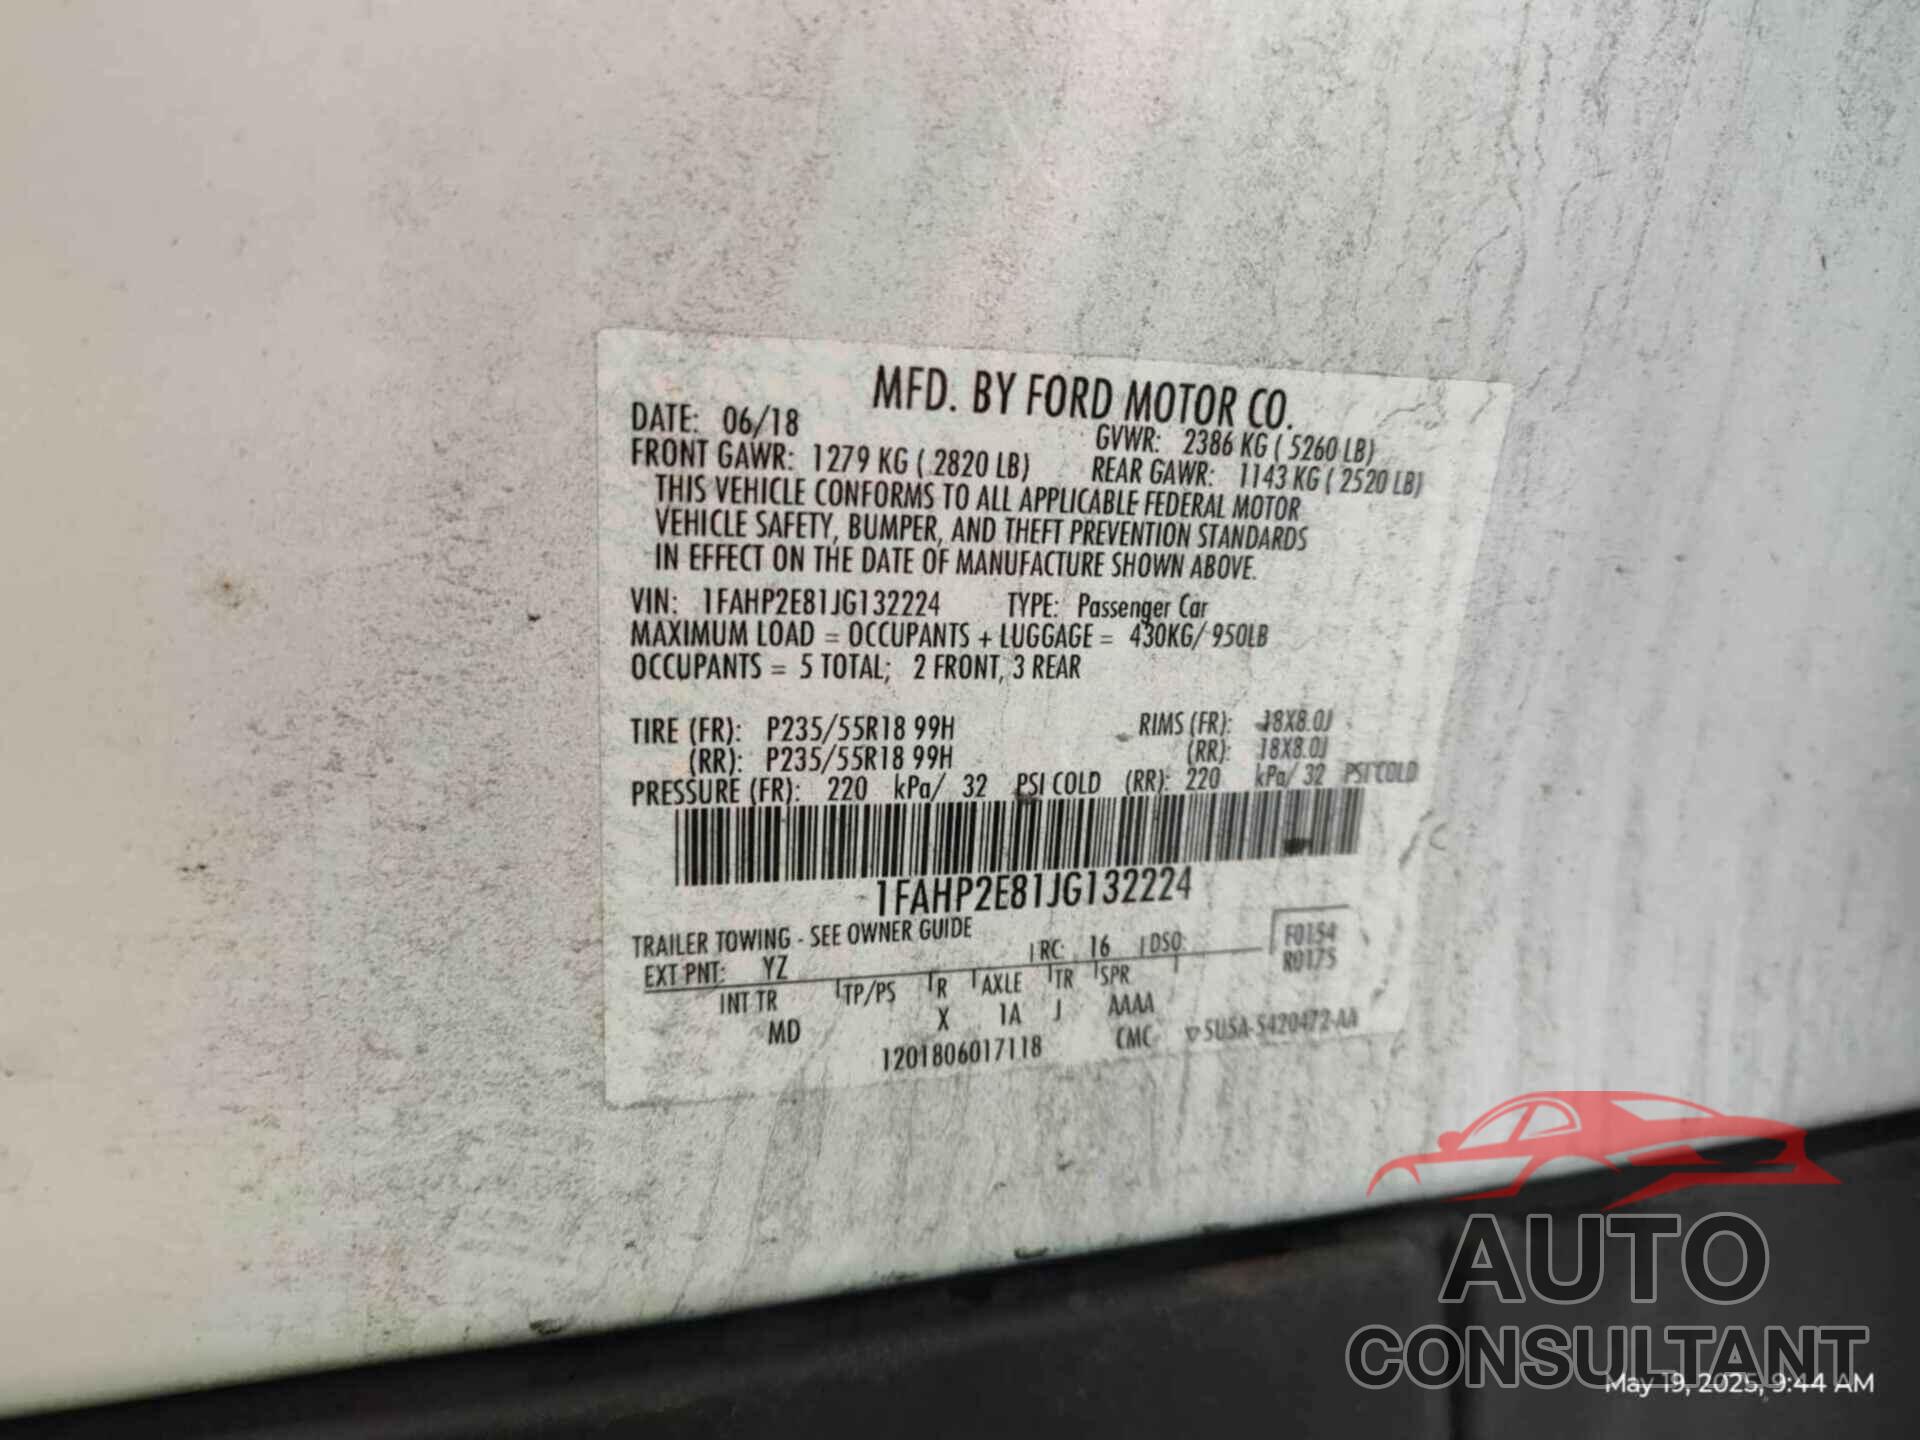 MFD. BY FORD MOTOR CO.
DATE: 06/18 GVWR: 2386 KG ( 5260 LB)
FRONT GAWR: 1279 KG ( 2820 LB) REAR GAWR: 1143 KG ( 2520 LB)
THIS VEHICLE CONFORMS TO ALL APPLICABLE FEDERAL MOTOR
VEHICLE SAFETY, BUMPER, AND THEFT PREVENTION STANDARDS
IN EFFECT ON THE DATE OF MANUFACTURE SHOWN ABOVE.
VIN: 1FAHP2E81JG132224 TYPE: Passenger Car
MAXIMUM LOAD = OCCUPANTS + LUGGAGE = 430KG/ 950LB
OCCUPANTS = 5 TOTAL; 2 FRONT, 3 REAR
TIRE (FR): P235/55R18 99H RIMS (FR): 18X8.0J
(RR): P235/55R18 99H (RR): 18X8.0J
PRESSURE (FR): 220 kPa/ 32 PSI COLD (RR): 220 kPa/ 32 PSI COLD
1FAHP2E81JG132224
TRAILER TOWING - SEE OWNER GUIDE
EXT PNT: YZ RC: 16 DSO: F0154
R0175
INT TR TP/PS R AXLE TR SPR
MD X 1A J AAAA
1201806017118 CMC 5U5A-5420472-AA
AUTO
CONSULTANT
May 19, 2025, 9:44 AM